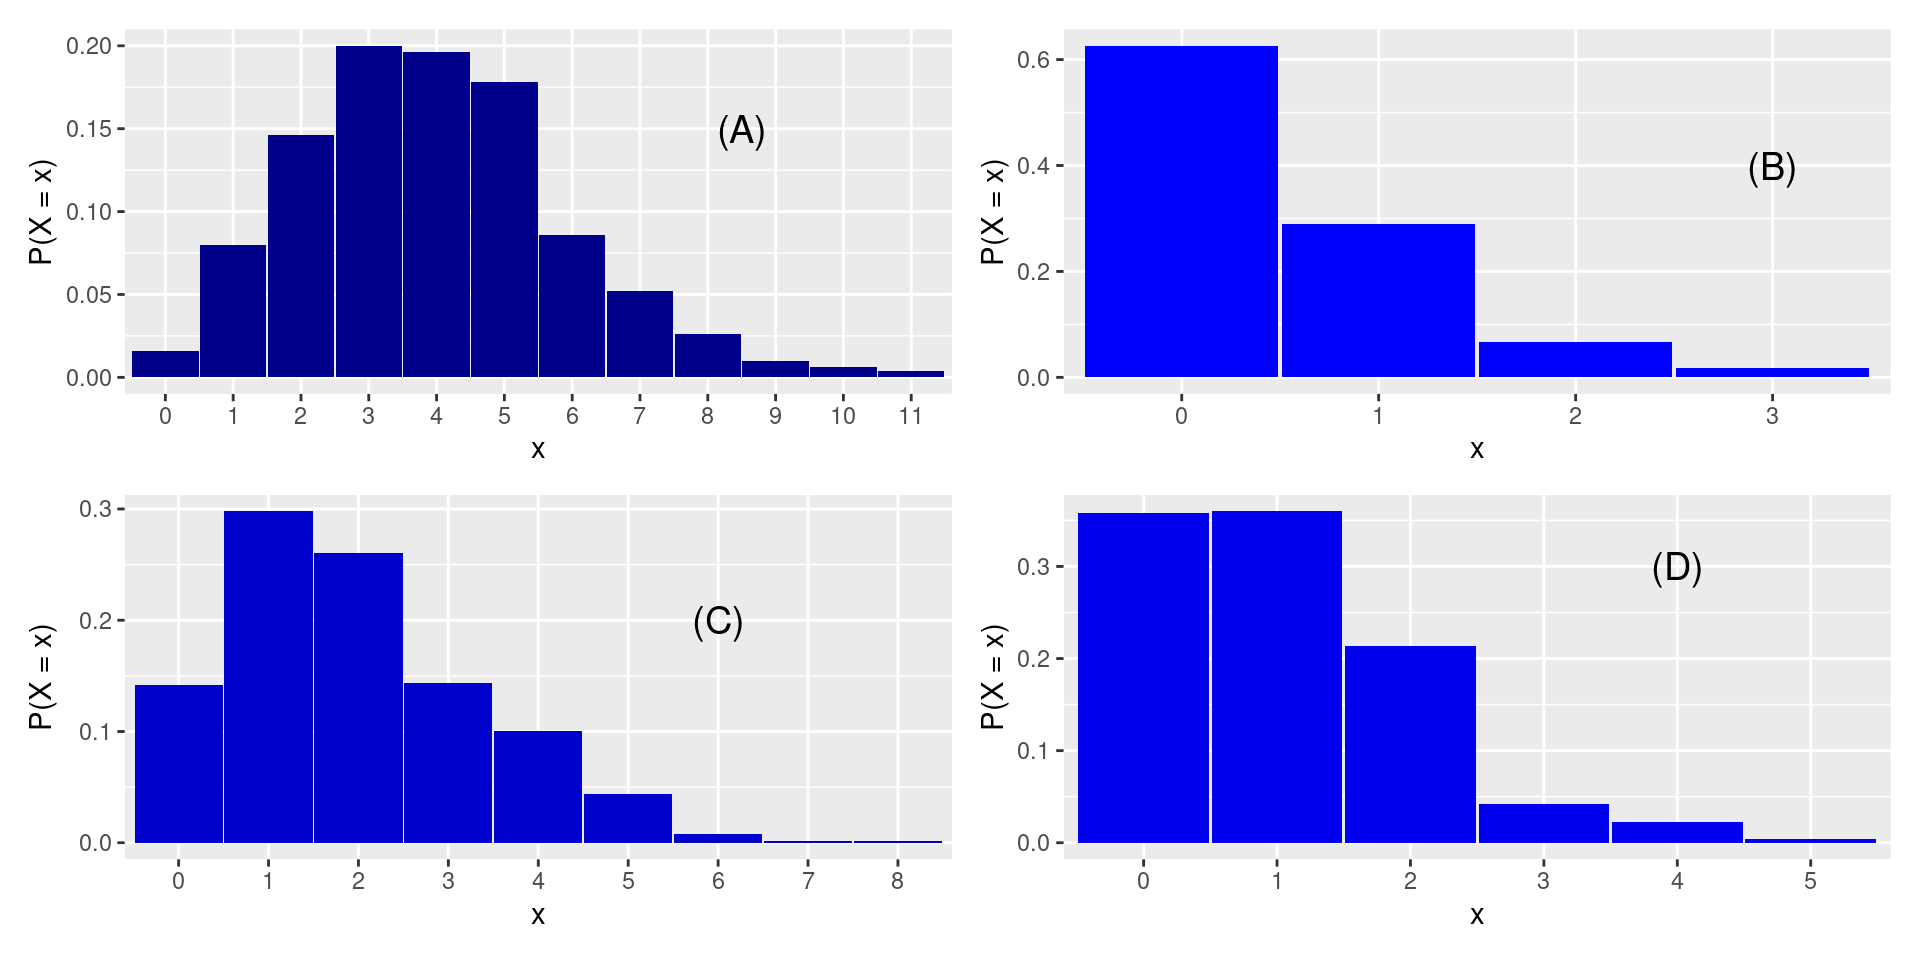 P(X = x)
0.20
0.15
0.10
0.05
0.00
(A)
0 1 2 3 4 5 6 7 8 9 10 11
x
P(X = x)
0.6
0.4
0.2
0.0
(B)
0 1 2 3
x
P(X = x)
0.3
0.2
0.1
0.0
(C)
0 1 2 3 4 5 6 7 8
x
P(X = x)
0.3
0.2
0.1
0.0
(D)
0 1 2 3 4 5
x